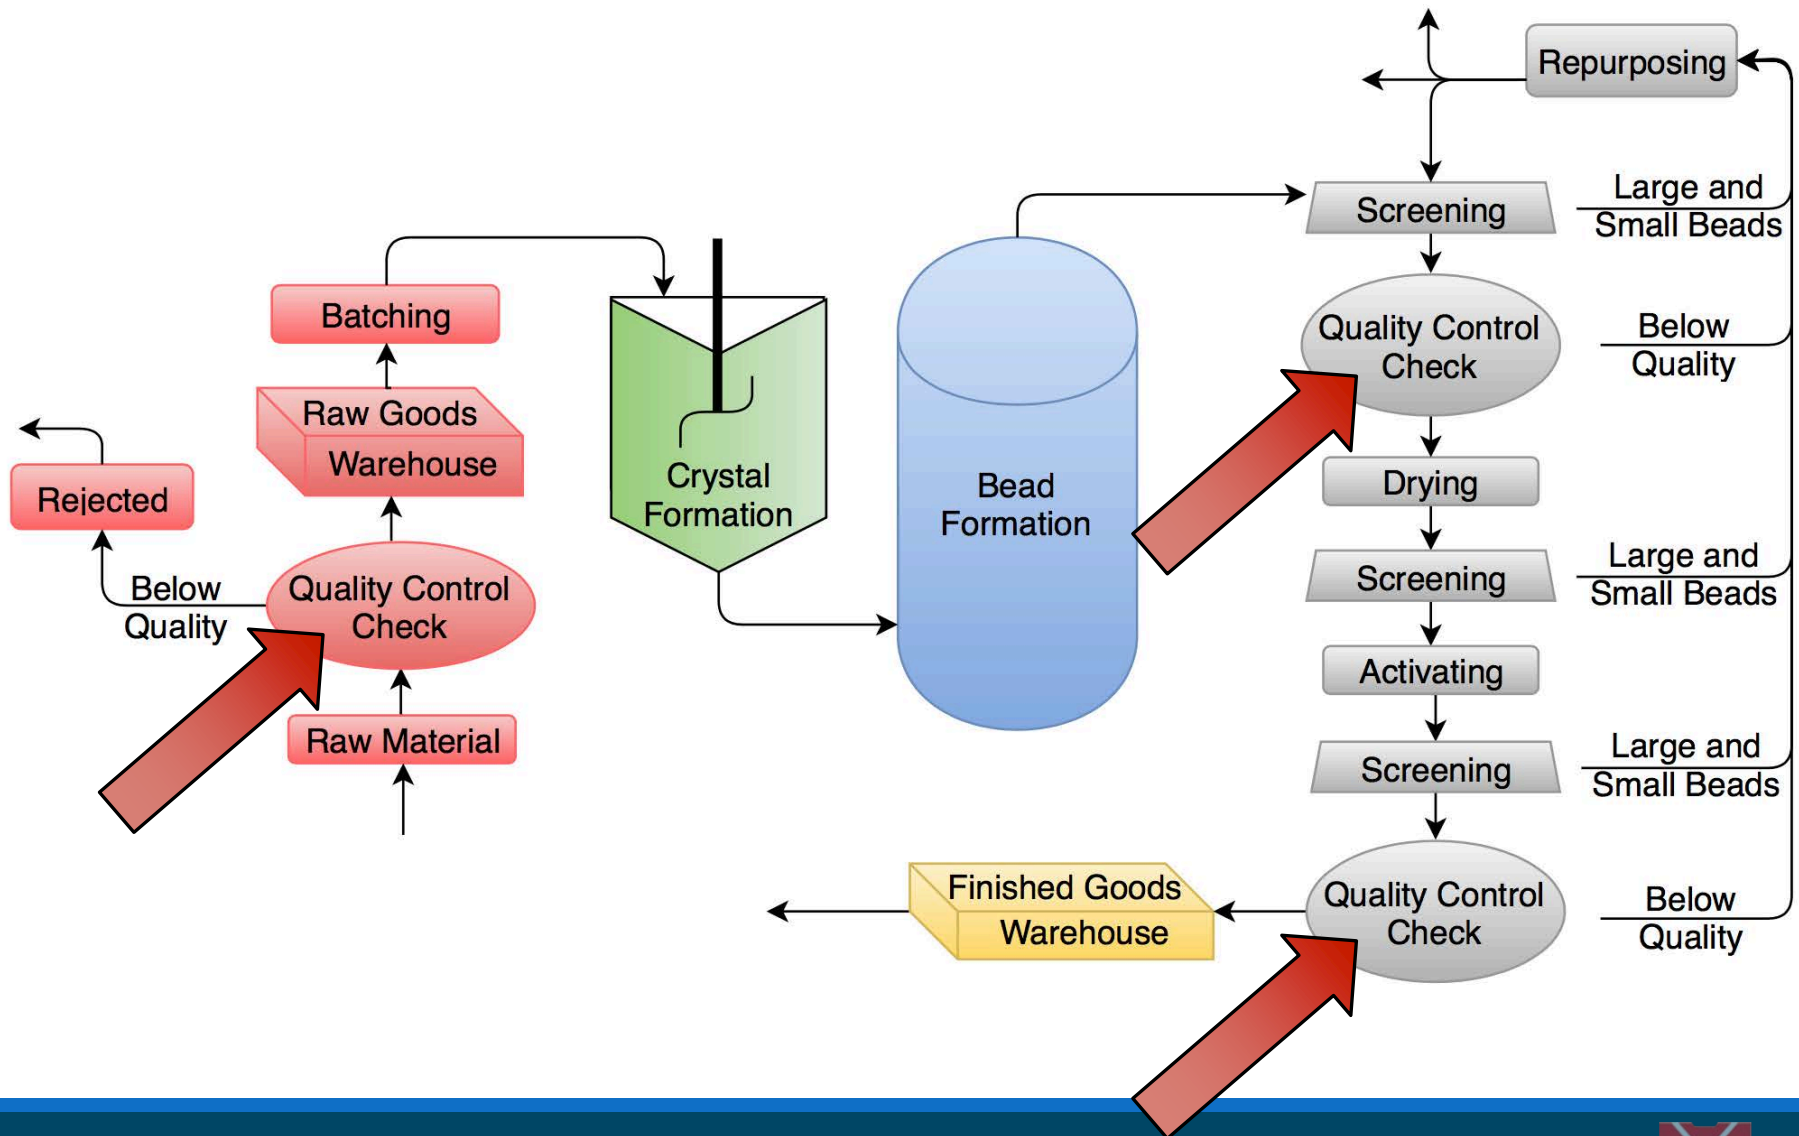 Repurposing
Large and
Small Beads
Screening
Batching
Quality Control
Check
Below
Quality
Raw Goods
Warehouse
Rejected
Crystal
Formation
Bead
Formation
Drying
Screening
Large and
Small Beads
Below
Quality
Quality Control
Check
Activating
Raw Material
Screening
Large and
Small Beads
Finished Goods
Warehouse
Quality Control
Check
Below
Quality